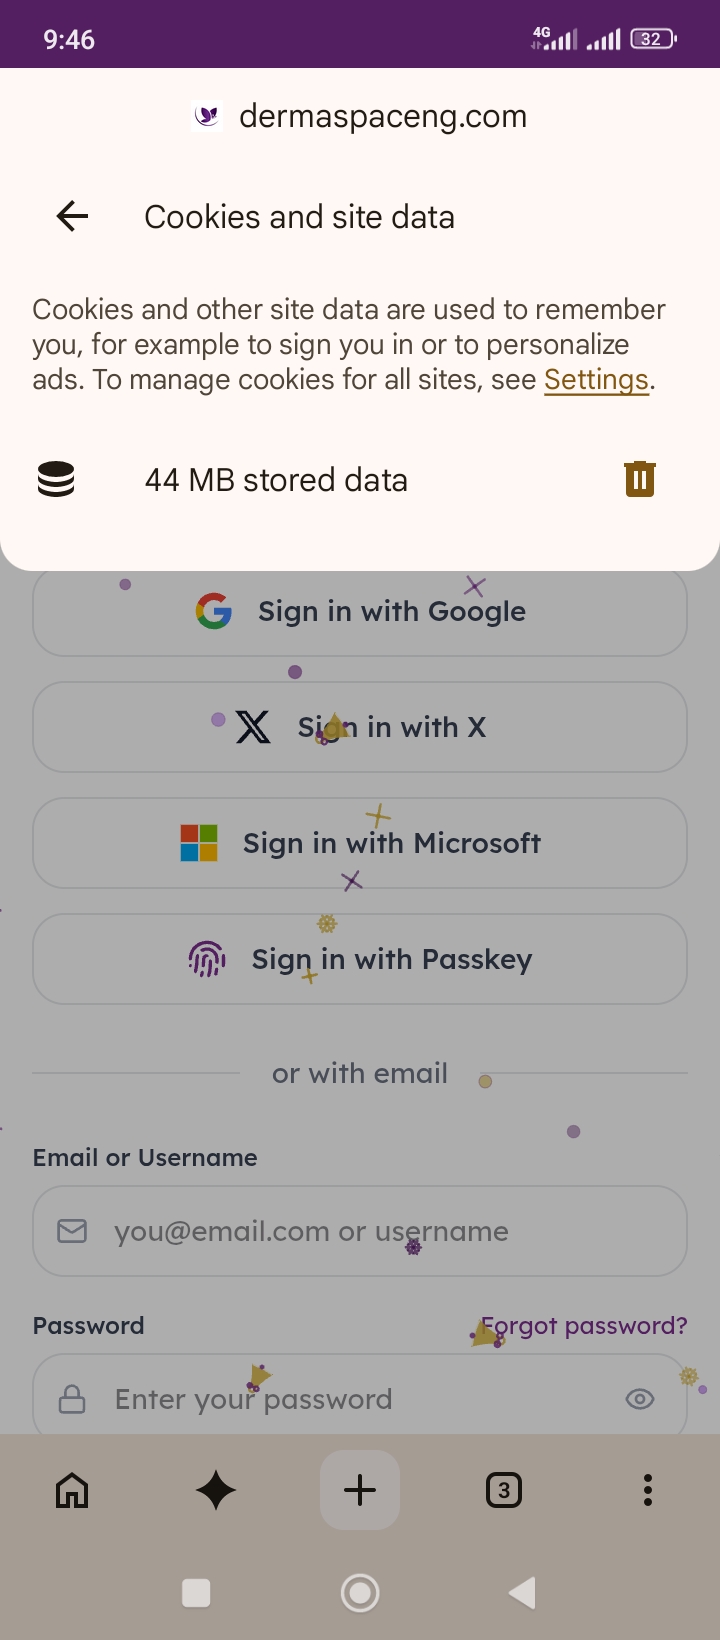 9:46
4G
32
dermaspaceng.com
Cookies and site data
Cookies and other site data are used to remember
you, for example to sign you in or to personalize
ads. To manage cookies for all sites, see Settings.
44 MB stored data
Sign in with Google
Sign in with X
Sign in with Microsoft
Sign in with Passkey
or with email
Email or Username
you@email.com or username
Password
Forgot password?
Enter your password
3